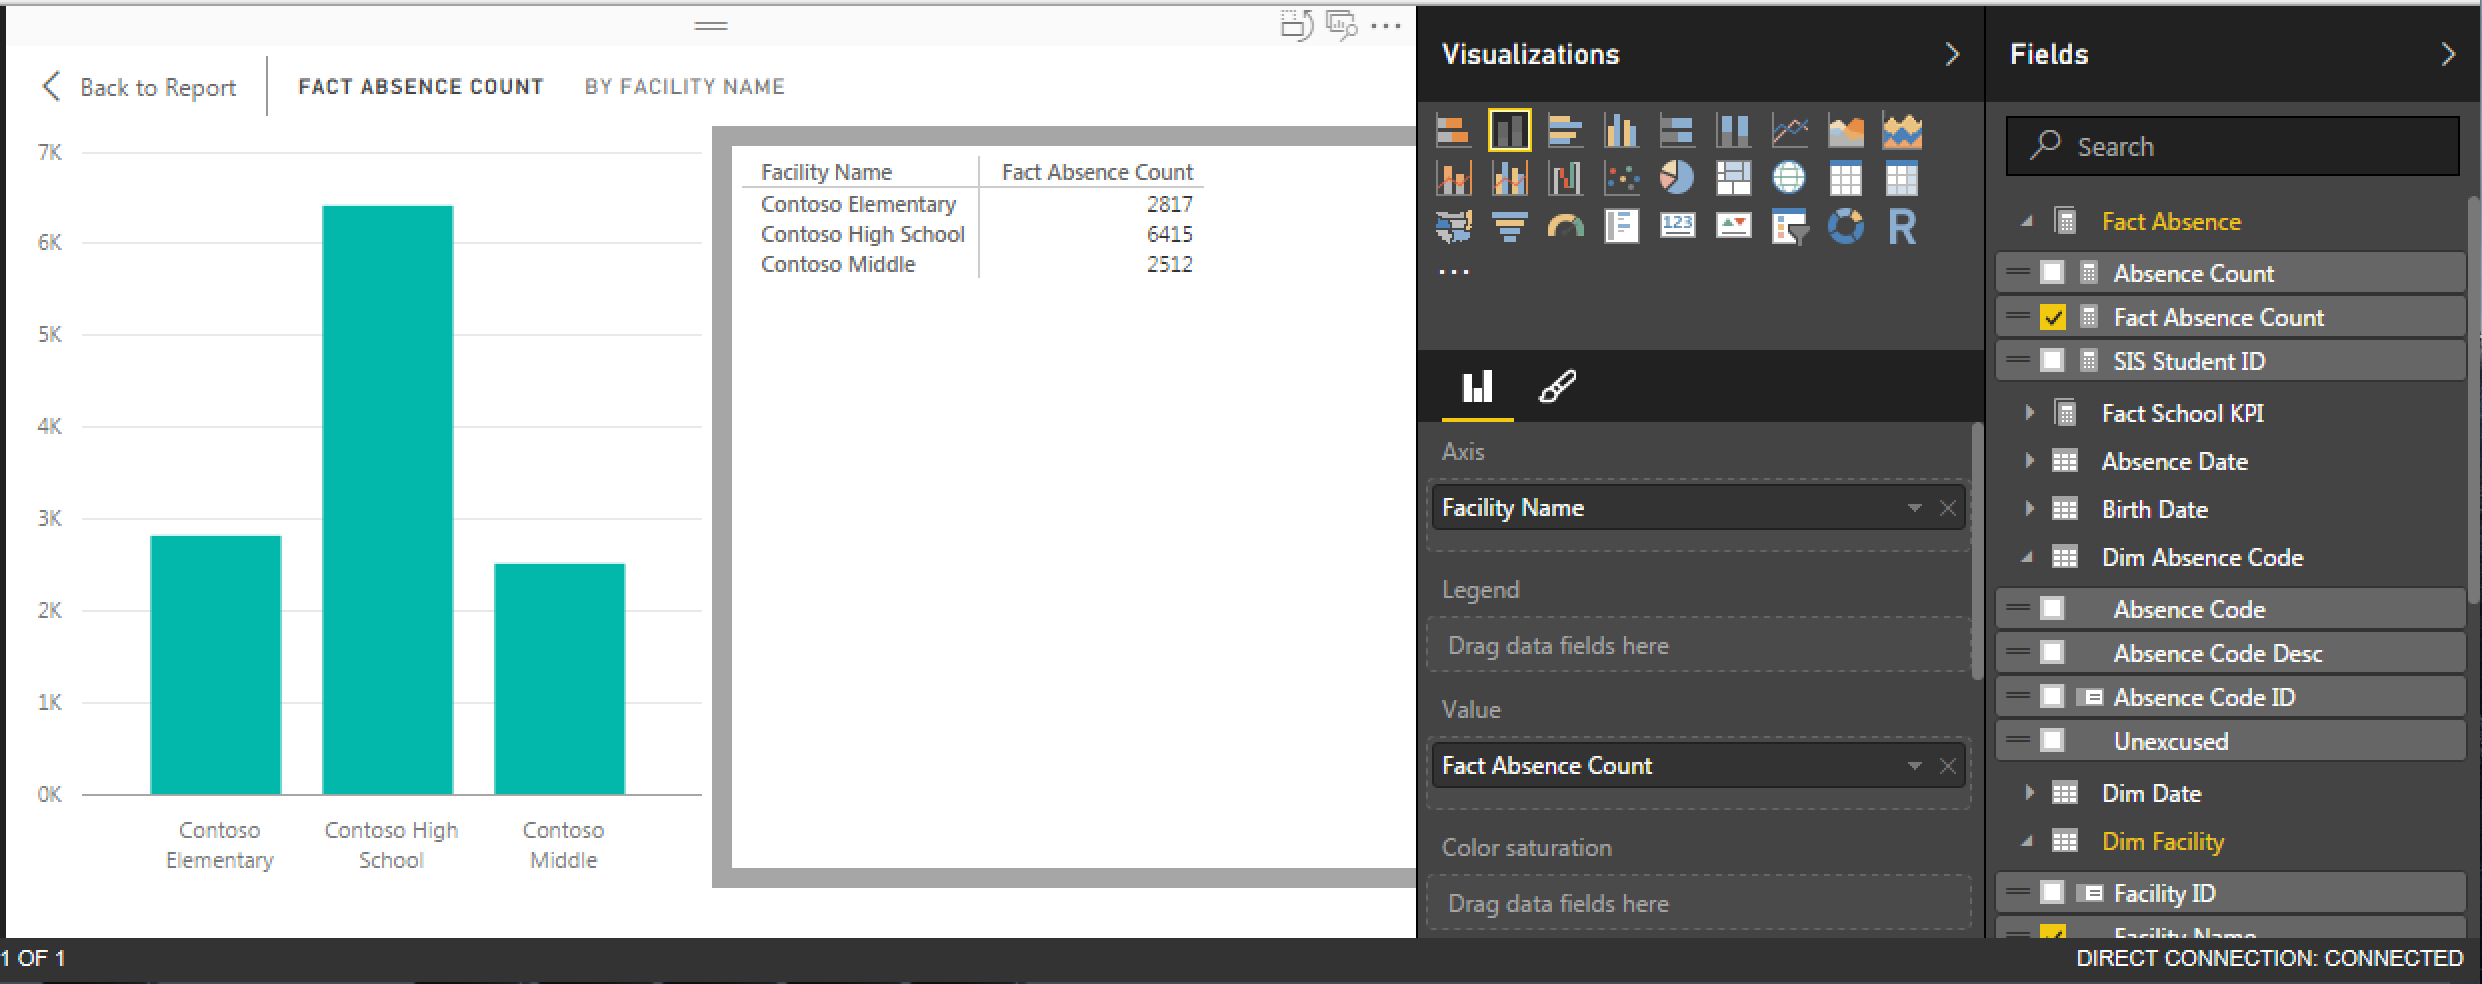 Back to Report
FACT ABSENCE COUNT BY FACILITY NAME
7K
6K
5K
4K
3K
2K
1K
0K
Contoso Elementary
Contoso High School
Contoso Middle
Facility Name Fact Absence Count
Contoso Elementary 2817
Contoso High School 6415
Contoso Middle 2512
Visualizations
123
R
...
Axis
Facility Name
Legend
Drag data fields here
Value
Fact Absence Count
Color saturation
Drag data fields here
Fields
Search
Fact Absence
Absence Count
Fact Absence Count
SIS Student ID
Fact School KPI
Absence Date
Birth Date
Dim Absence Code
Absence Code
Absence Code Desc
Absence Code ID
Unexcused
Dim Date
Dim Facility
Facility ID
Facility Name
1 OF 1
DIRECT CONNECTION: CONNECTED